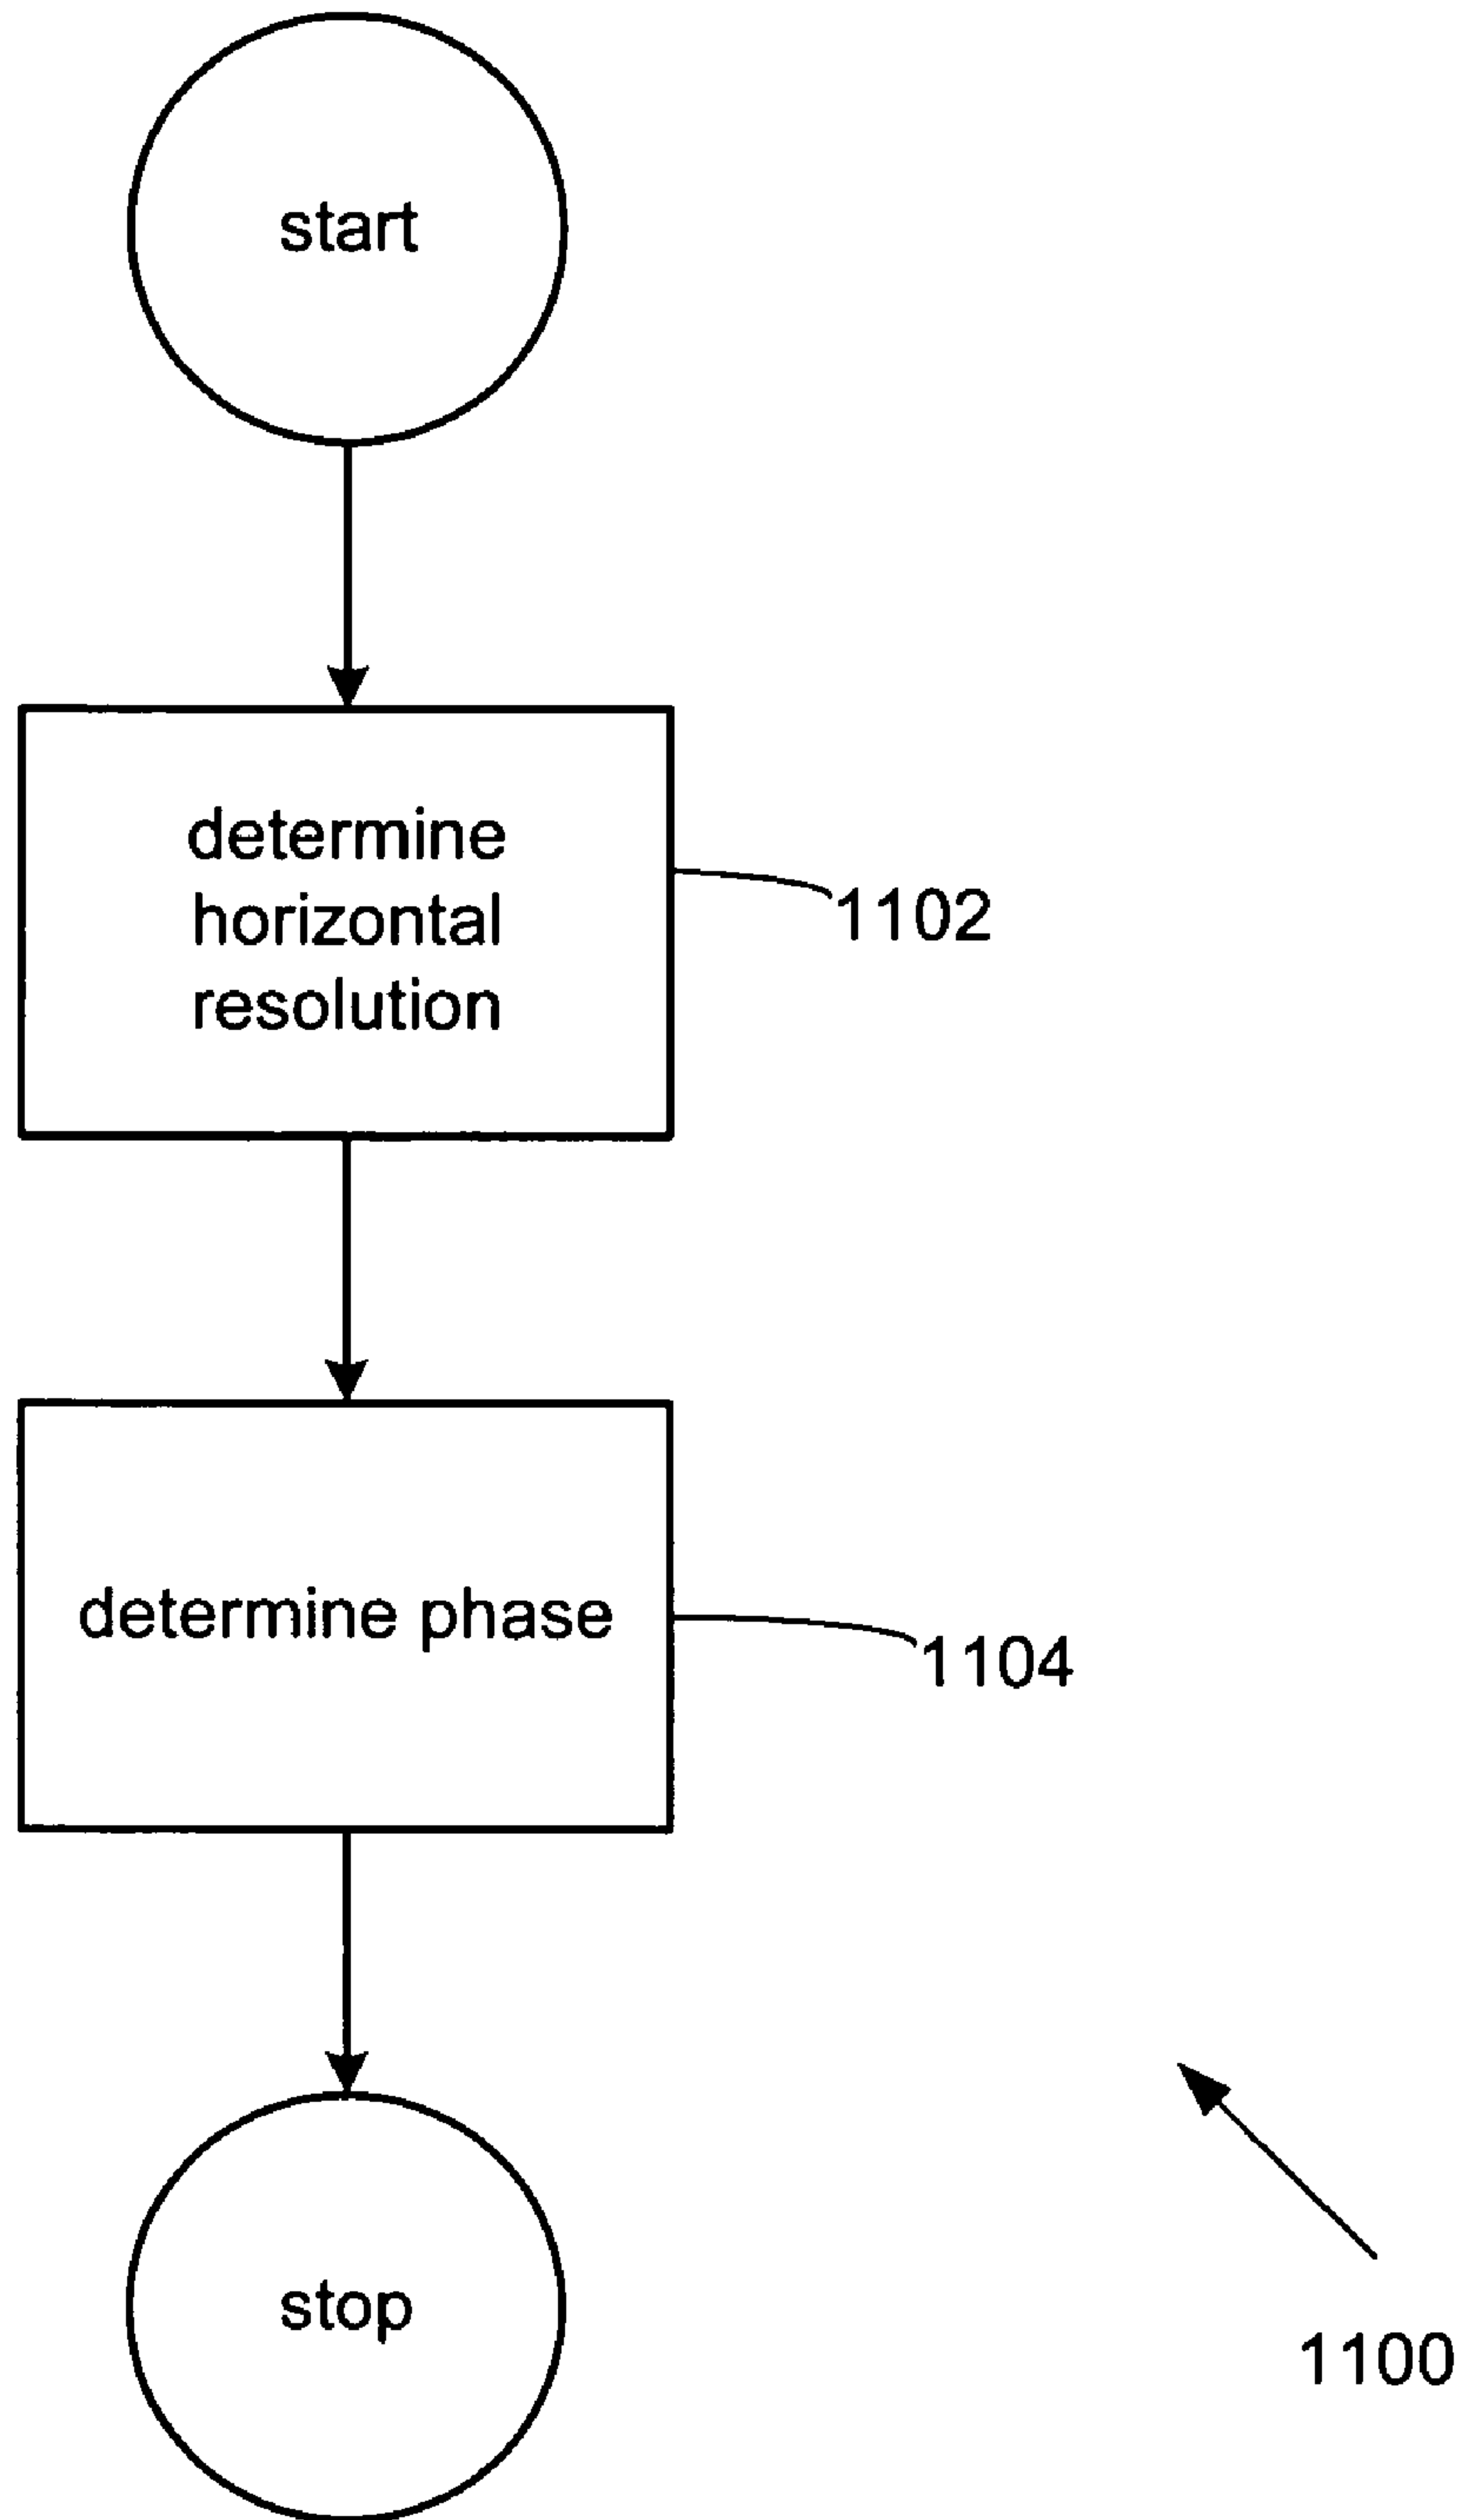 start
determine
horizontal
resolution
1102
determine phase
1104
stop
1100